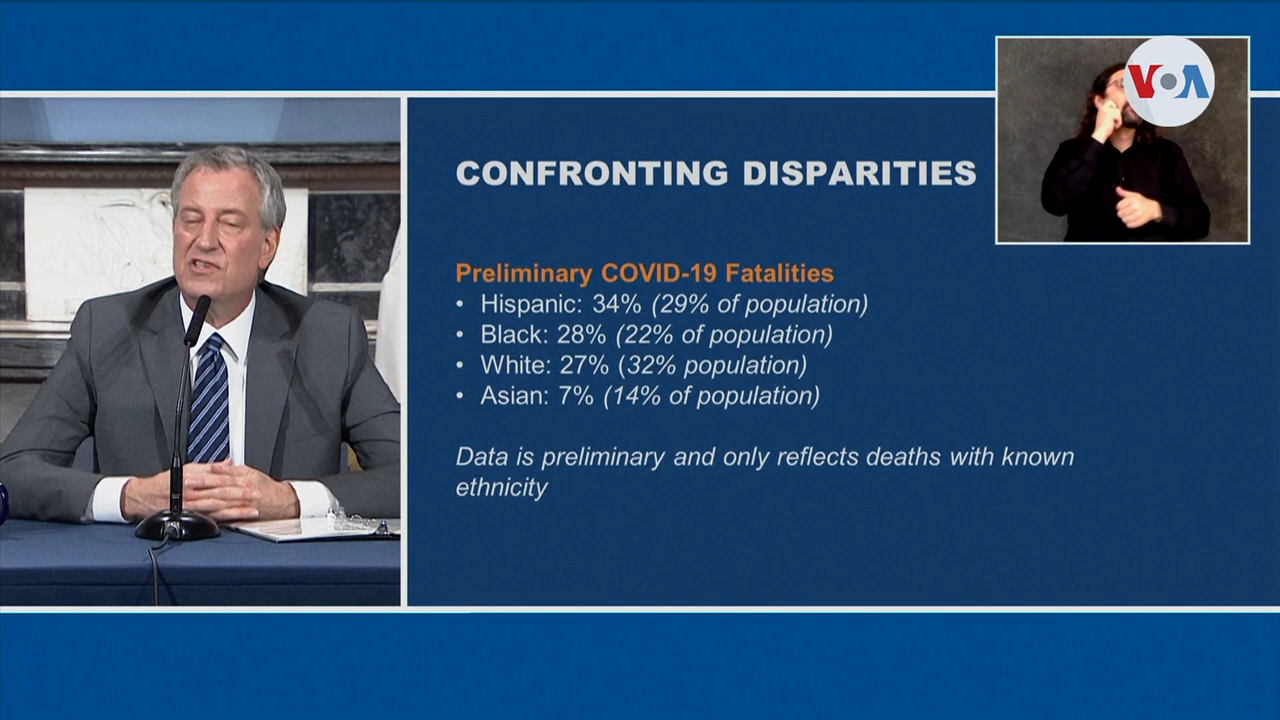 VOA
CONFRONTING DISPARITIES
Preliminary COVID-19 Fatalities
• Hispanic: 34% (29% of population)
• Black: 28% (22% of population)
• White: 27% (32% population)
• Asian: 7% (14% of population)
Data is preliminary and only reflects deaths with known
ethnicity